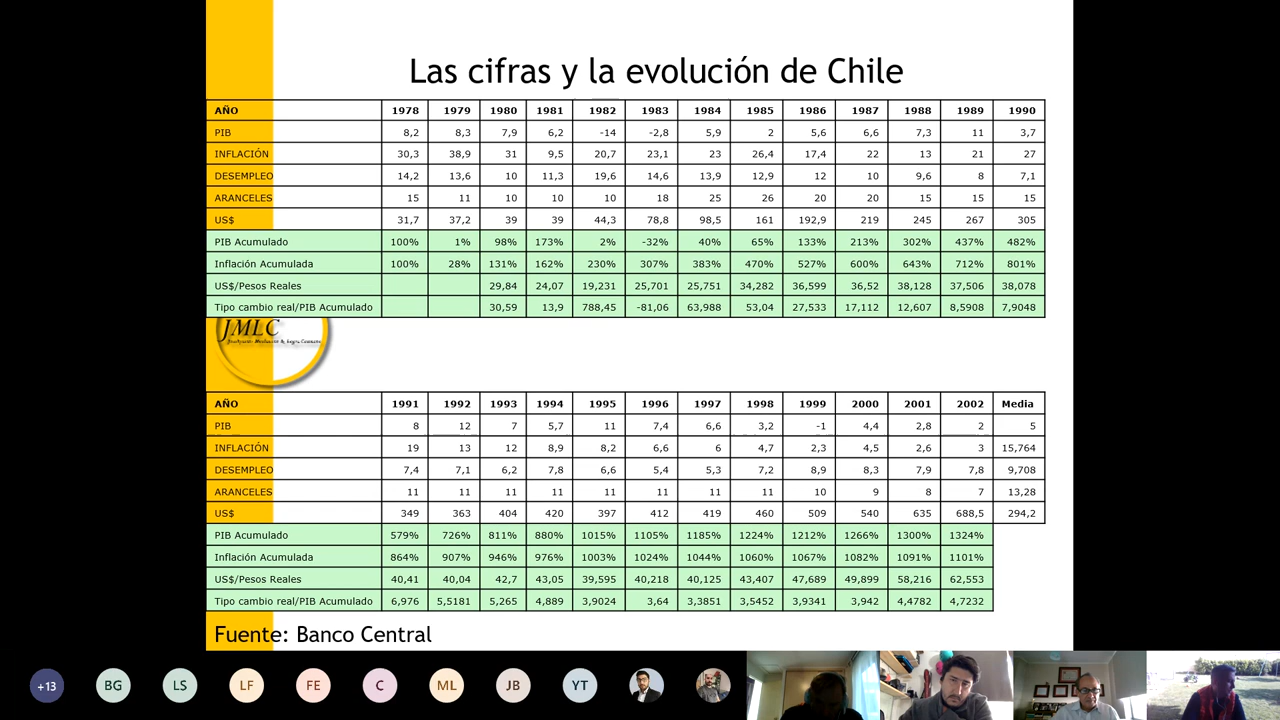 Las cifras y la evolución de Chile
AÑO 1978 1979 1980 1981 1982 1983 1984 1985 1986 1987 1988 1989 1990
PIB 8,2 8,3 7,9 6,2 -14 -2,8 5,9 2 5,6 6,6 7,3 11 3,7
INFLACIÓN 30,3 38,9 31 9,5 20,7 23,1 23 26,4 17,4 22 13 21 27
DESEMPLEO 14,2 13,6 10 11,3 19,6 14,6 13,9 12,9 12 10 9,6 8 7,1
ARANCELES 15 11 10 10 10 18 25 26 20 20 15 15 15
US$ 31,7 37,2 39 39 44,3 78,8 98,5 161 192,9 219 245 267 305
PIB Acumulado 100% 1% 98% 173% 2% -32% 40% 65% 133% 213% 302% 437% 482%
Inflación Acumulada 100% 28% 131% 162% 230% 307% 383% 470% 527% 600% 643% 712% 801%
US$/Pesos Reales 29,84 24,07 19,231 25,701 25,751 34,282 36,599 36,52 38,128 37,506 38,078
Tipo cambio real/PIB Acumulado 30,59 13,9 788,45 -81,06 63,988 53,04 27,533 17,112 12,607 8,5908 7,9048
JMLC
AÑO 1991 1992 1993 1994 1995 1996 1997 1998 1999 2000 2001 2002 Media
PIB 8 12 7 5,7 11 7,4 6,6 3,2 -1 4,4 2,8 2 5
INFLACIÓN 19 13 12 8,9 8,2 6,6 6 4,7 2,3 4,5 2,6 3 15,764
DESEMPLEO 7,4 7,1 6,2 7,8 6,6 5,4 5,3 7,2 8,9 8,3 7,9 7,8 9,708
ARANCELES 11 11 11 11 11 11 11 11 10 9 8 7 13,28
US$ 349 363 404 420 397 412 419 460 509 540 635 688,5 294,2
PIB Acumulado 579% 726% 811% 880% 1015% 1105% 1185% 1224% 1212% 1266% 1300% 1324%
Inflación Acumulada 864% 907% 946% 976% 1003% 1024% 1044% 1060% 1067% 1082% 1091% 1101%
US$/Pesos Reales 40,41 40,04 42,7 43,05 39,595 40,218 40,125 43,407 47,689 49,899 58,216 62,553
Tipo cambio real/PIB Acumulado 6,976 5,5181 5,265 4,889 3,9024 3,64 3,3851 3,5452 3,9341 3,942 4,4782 4,7232
Fuente: Banco Central
+13 BG LS LF FE C ML JB YT